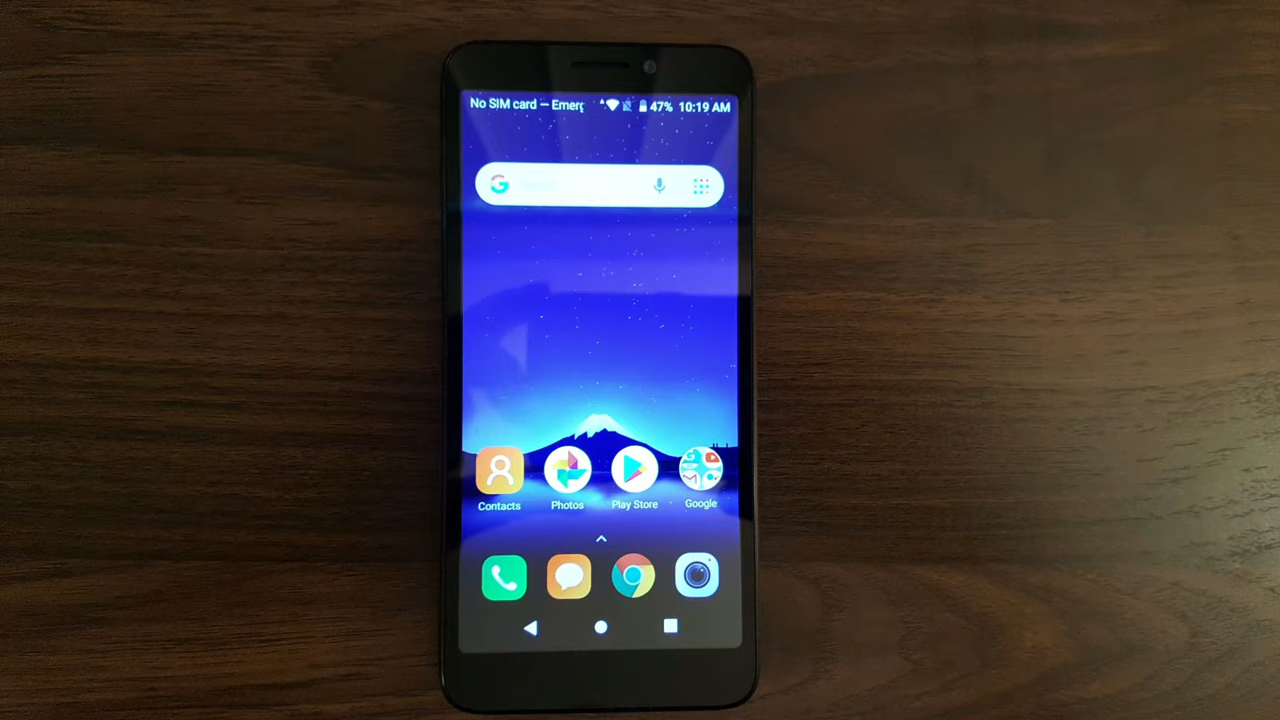 No SIM card — Emerg 47% 10:19 AM
G
Contacts Photos Play Store Google